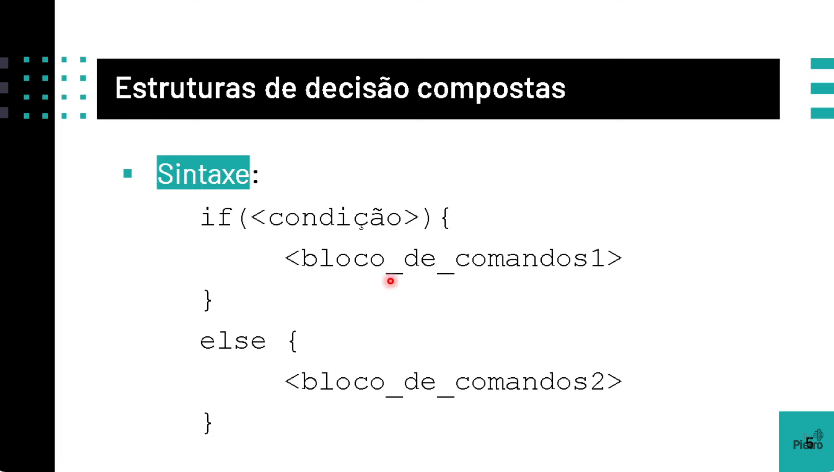 Estruturas de decisão compostas
Sintaxe:
if(<condição>){
<bloco_de_comandos1>
}
else {
<bloco_de_comandos2>
}
5